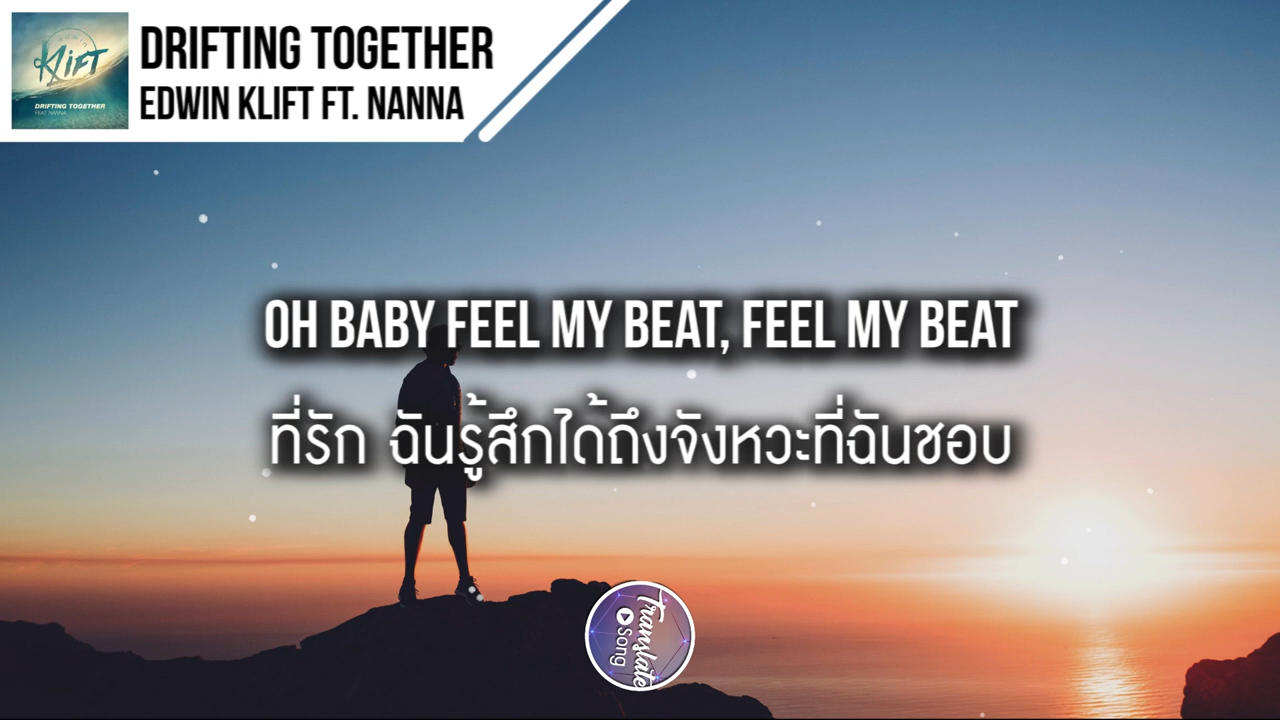 KLIFT
DRIFTING TOGETHER
FEAT. NANNA
DRIFTING TOGETHER
EDWIN KLIFT FT. NANNA
OH BABY FEEL MY BEAT, FEEL MY BEAT
ที่รัก ฉันรู้สึกได้ถึงจังหวะที่ฉันชอบ
Translate
Song